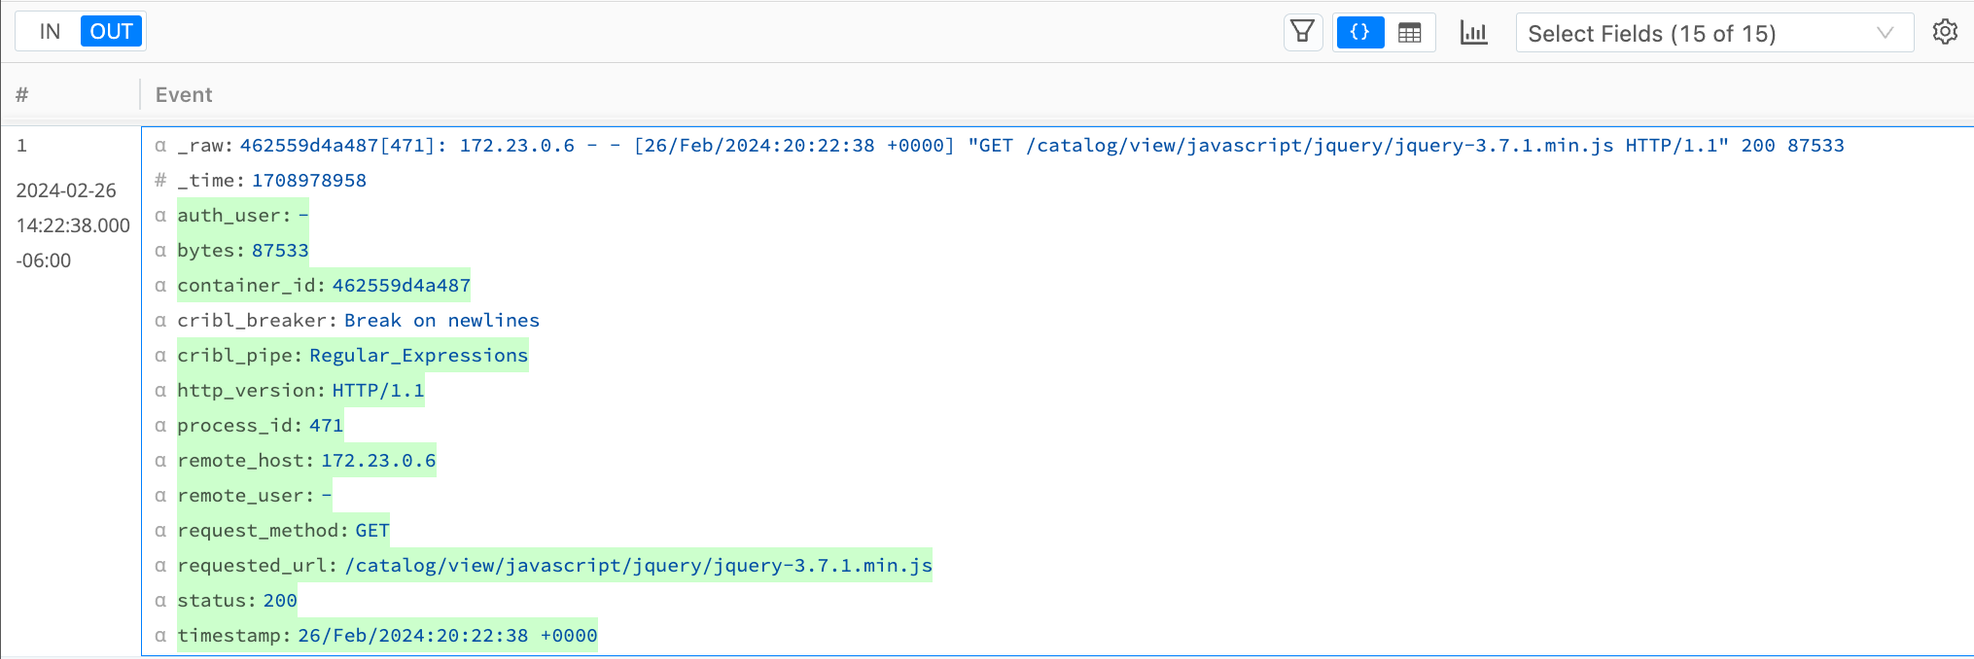 IN OUT {} Select Fields (15 of 15)
# Event
1
2024-02-26
14:22:38.000
-06:00
α _raw: 462559d4a487[471]: 172.23.0.6 - - [26/Feb/2024:20:22:38 +0000] "GET /catalog/view/javascript/jquery/jquery-3.7.1.min.js HTTP/1.1" 200 87533
# _time: 1708978958
α auth_user: -
α bytes: 87533
α container_id: 462559d4a487
α cribl_breaker: Break on newlines
α cribl_pipe: Regular_Expressions
α http_version: HTTP/1.1
α process_id: 471
α remote_host: 172.23.0.6
α remote_user: -
α request_method: GET
α requested_url: /catalog/view/javascript/jquery/jquery-3.7.1.min.js
α status: 200
α timestamp: 26/Feb/2024:20:22:38 +0000